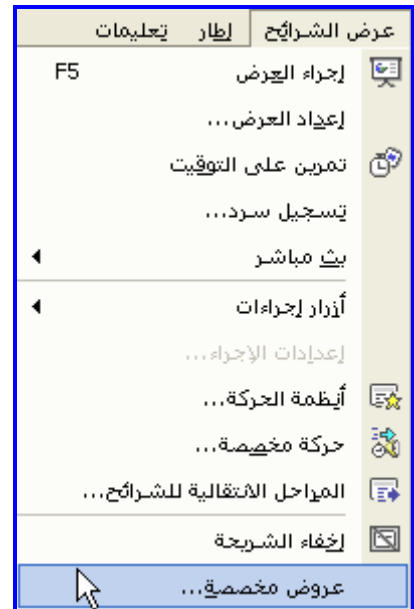 عرض الشرائح إطار تعليمات
إجراء العرض F5
إعداد العرض...
تمرين على التوقيت
تسجيل سرد...
بث مباشر
أزرار إجراءات
إعدادات الإجراء...
أنظمة الحركة...
حركة مخصصة...
المراحل الانتقالية للشرائح...
إخفاء الشريحة
عروض مخصصة...